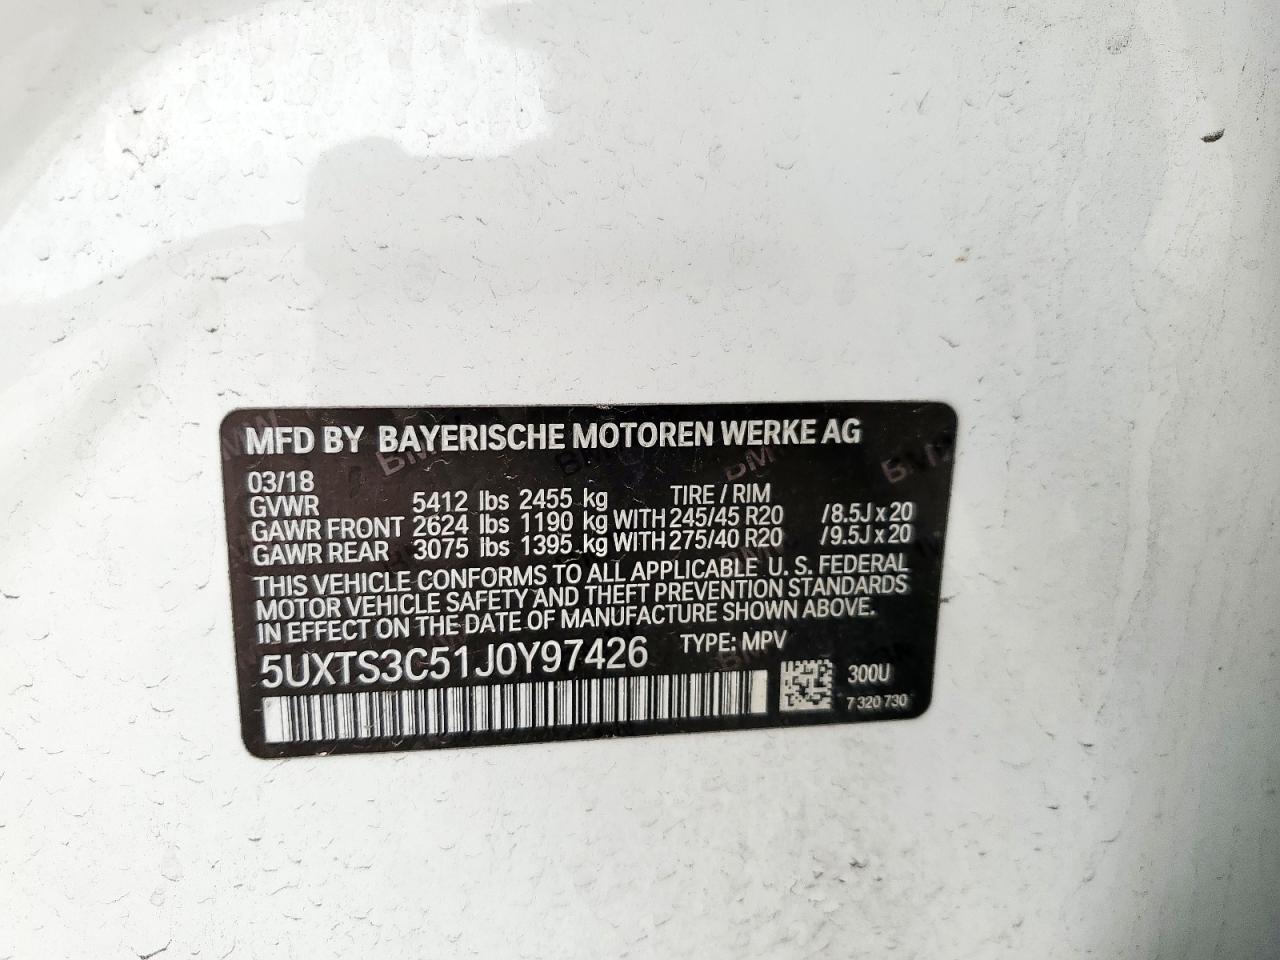 MFD BY BAYERISCHE MOTOREN WERKE AG
03/18
GVWR 5412 lbs 2455 kg TIRE / RIM
GAWR FRONT 2624 lbs 1190 kg WITH 245/45 R20 /8.5J x 20
GAWR REAR 3075 lbs 1395 kg WITH 275/40 R20 /9.5J x 20
THIS VEHICLE CONFORMS TO ALL APPLICABLE U. S. FEDERAL
MOTOR VEHICLE SAFETY AND THEFT PREVENTION STANDARDS
IN EFFECT ON THE DATE OF MANUFACTURE SHOWN ABOVE.
5UXTS3C51J0Y97426 TYPE: MPV
300U
7 320 730